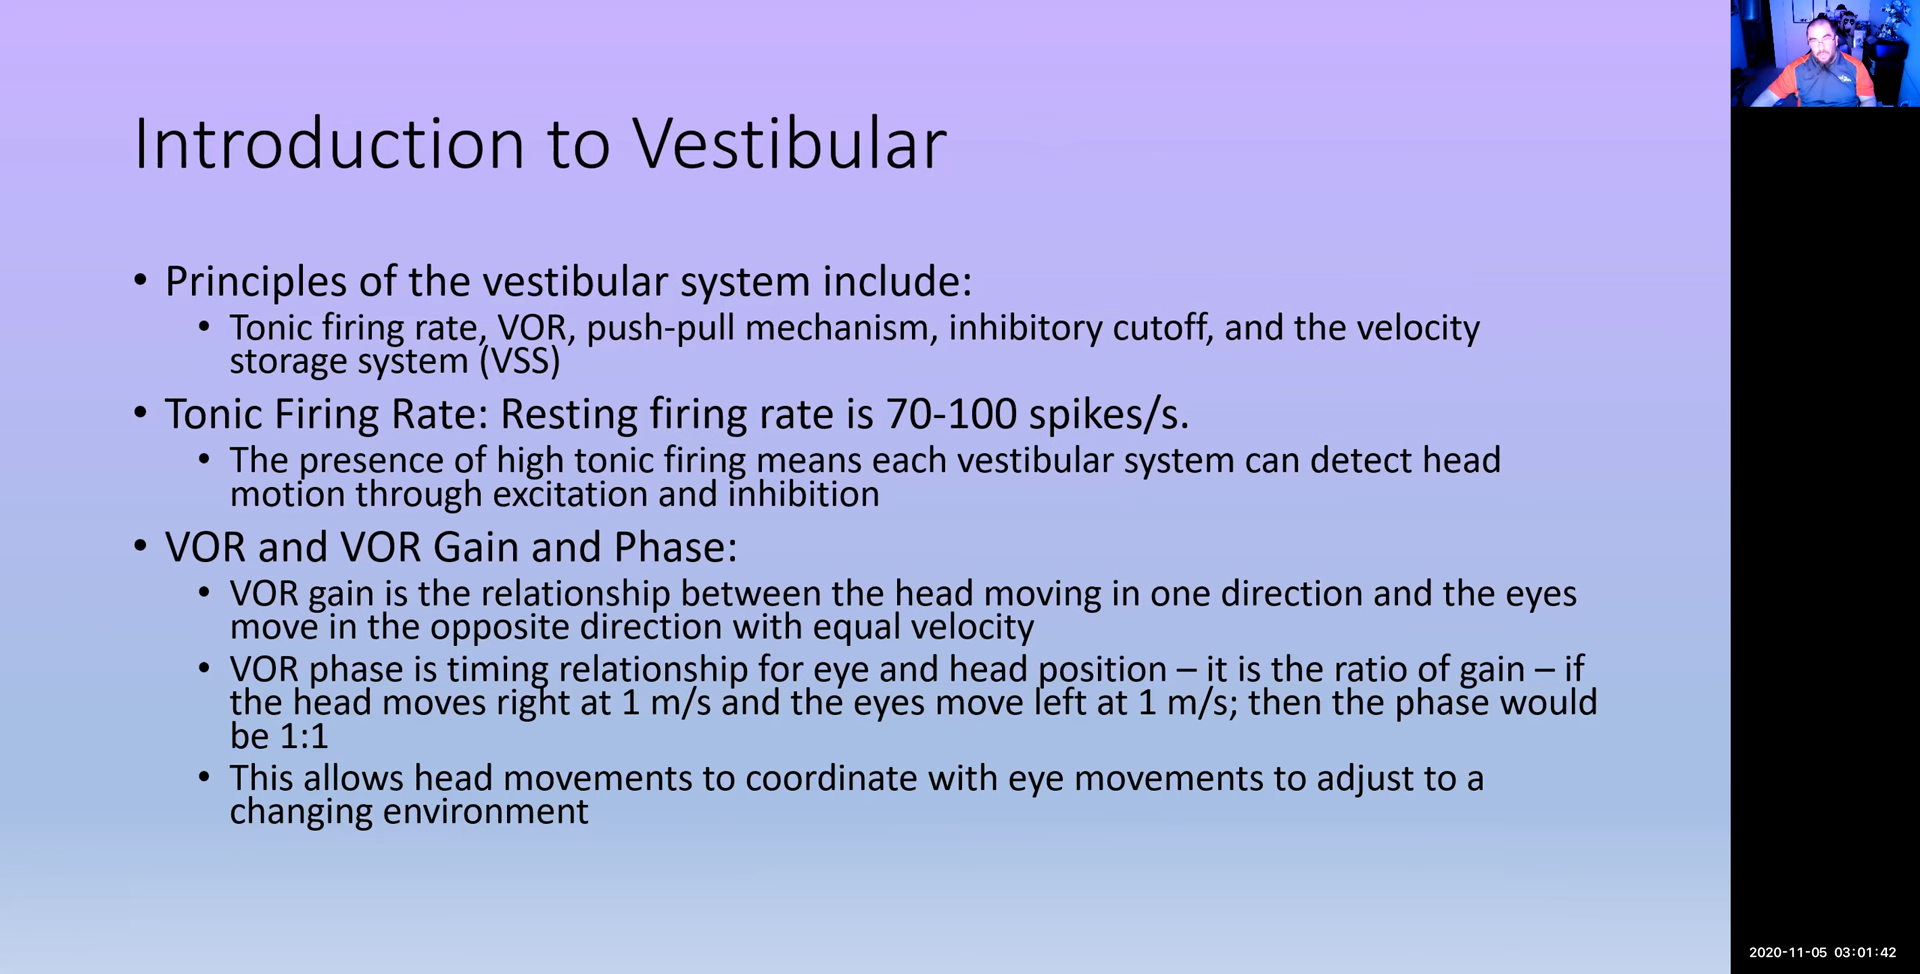 Introduction to Vestibular
• Principles of the vestibular system include:
• Tonic firing rate, VOR, push-pull mechanism, inhibitory cutoff, and the velocity
storage system (VSS)
• Tonic Firing Rate: Resting firing rate is 70-100 spikes/s.
• The presence of high tonic firing means each vestibular system can detect head
motion through excitation and inhibition
• VOR and VOR Gain and Phase:
• VOR gain is the relationship between the head moving in one direction and the eyes
move in the opposite direction with equal velocity
• VOR phase is timing relationship for eye and head position – it is the ratio of gain – if
the head moves right at 1 m/s and the eyes move left at 1 m/s; then the phase would
be 1:1
• This allows head movements to coordinate with eye movements to adjust to a
changing environment
2020-11-05 03:01:42